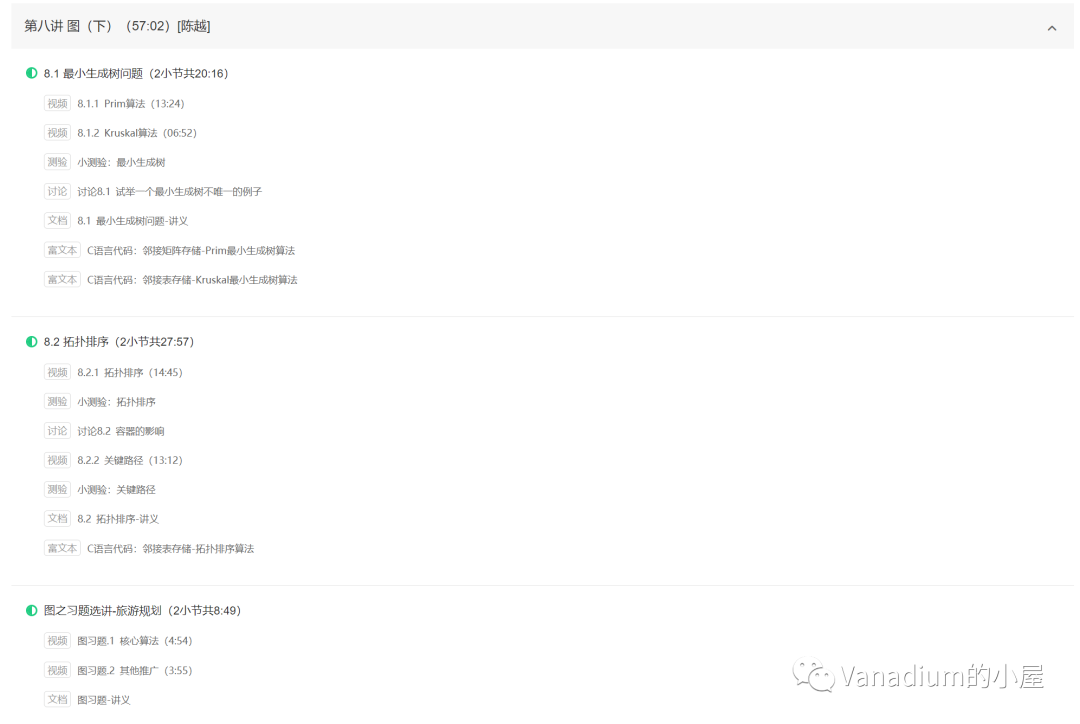 第八讲 图（下）（57:02）[陈越]
8.1 最小生成树问题（2小节共20:16）
视频 8.1.1 Prim算法（13:24）
视频 8.1.2 Kruskal算法（06:52）
测验 小测验：最小生成树
讨论 讨论8.1 试举一个最小生成树不唯一的例子
文档 8.1 最小生成树问题-讲义
富文本 C语言代码：邻接矩阵存储-Prim最小生成树算法
富文本 C语言代码：邻接表存储-Kruskal最小生成树算法
8.2 拓扑排序（2小节共27:57）
视频 8.2.1 拓扑排序（14:45）
测验 小测验：拓扑排序
讨论 讨论8.2 容器的影响
视频 8.2.2 关键路径（13:12）
测验 小测验：关键路径
文档 8.2 拓扑排序-讲义
富文本 C语言代码：邻接表存储-拓扑排序算法
图之习题选讲-旅游规划（2小节共8:49）
视频 图习题.1 核心算法（4:54）
视频 图习题.2 其他推广（3:55）
文档 图习题-讲义
Vanadium的小屋